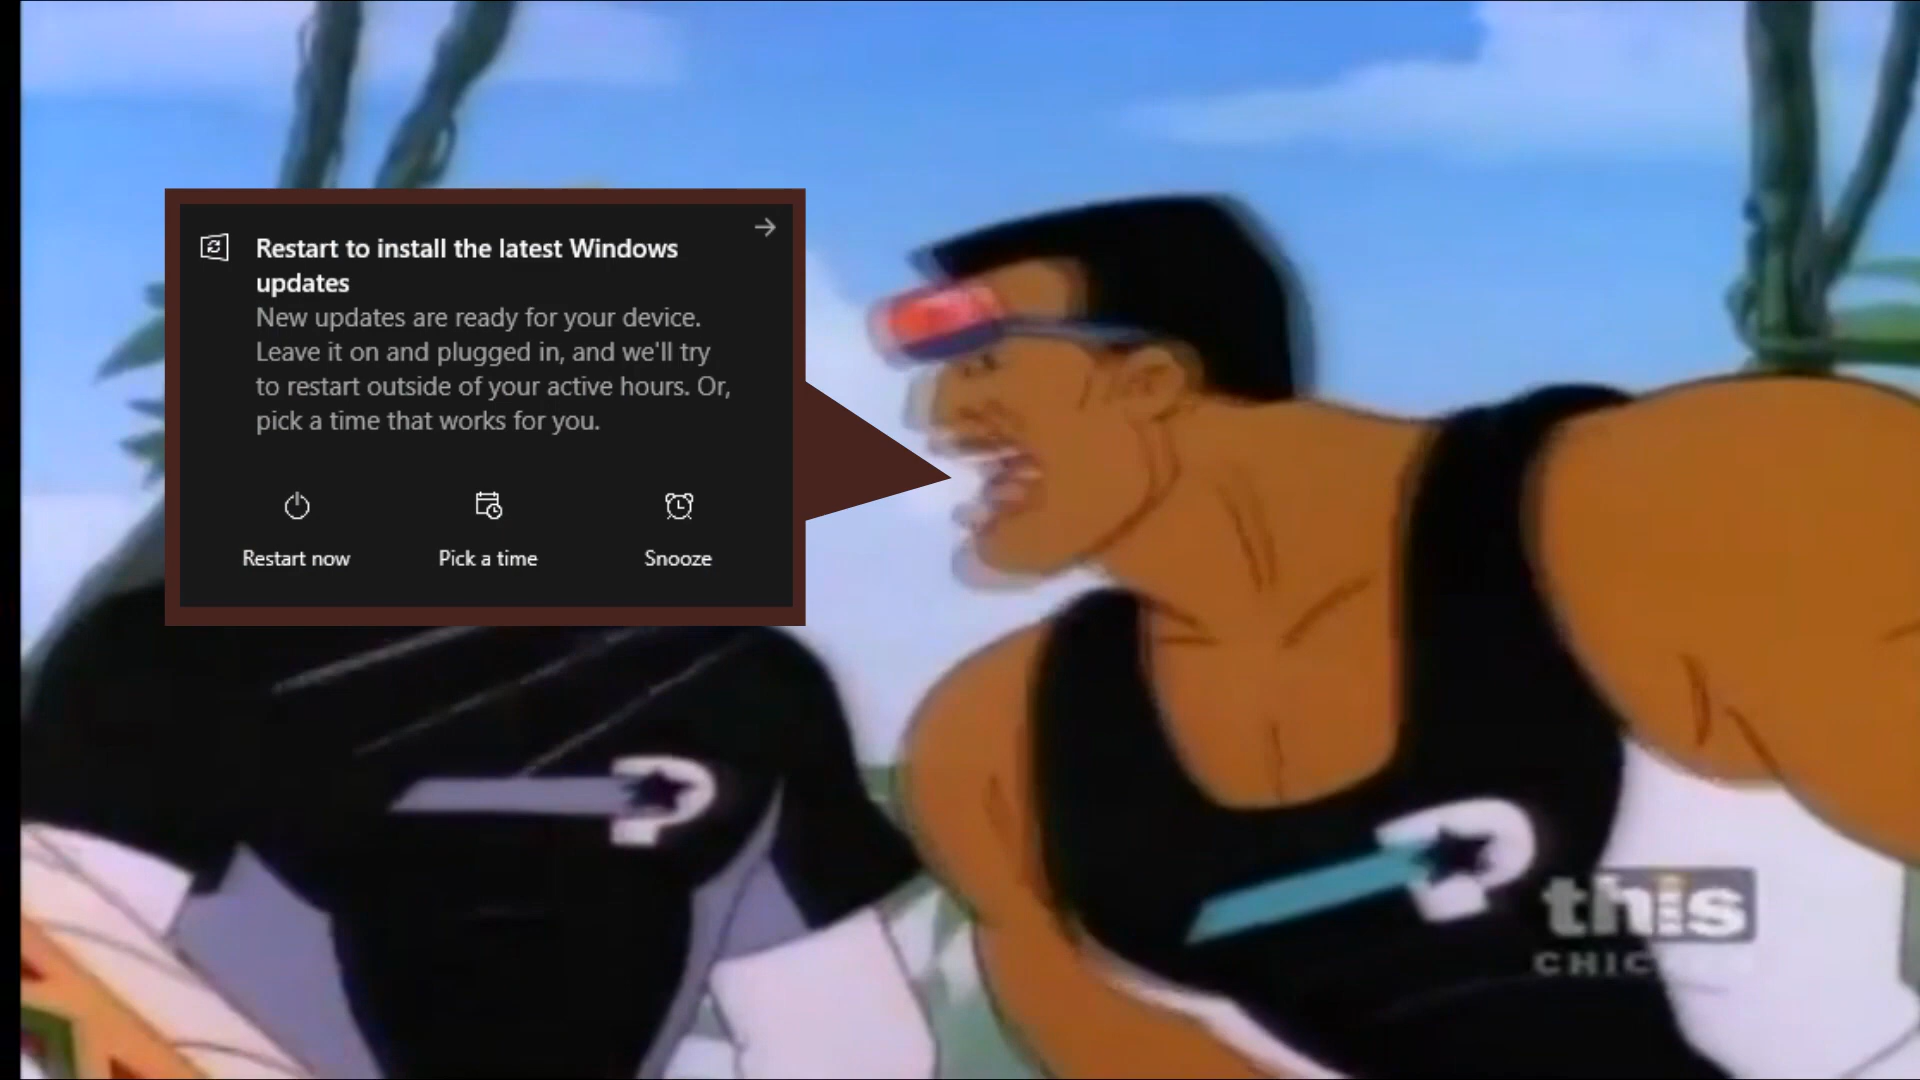 Restart to install the latest Windows
updates
New updates are ready for your device.
Leave it on and plugged in, and we'll try
to restart outside of your active hours. Or,
pick a time that works for you.
Restart now
Pick a time
Snooze
this